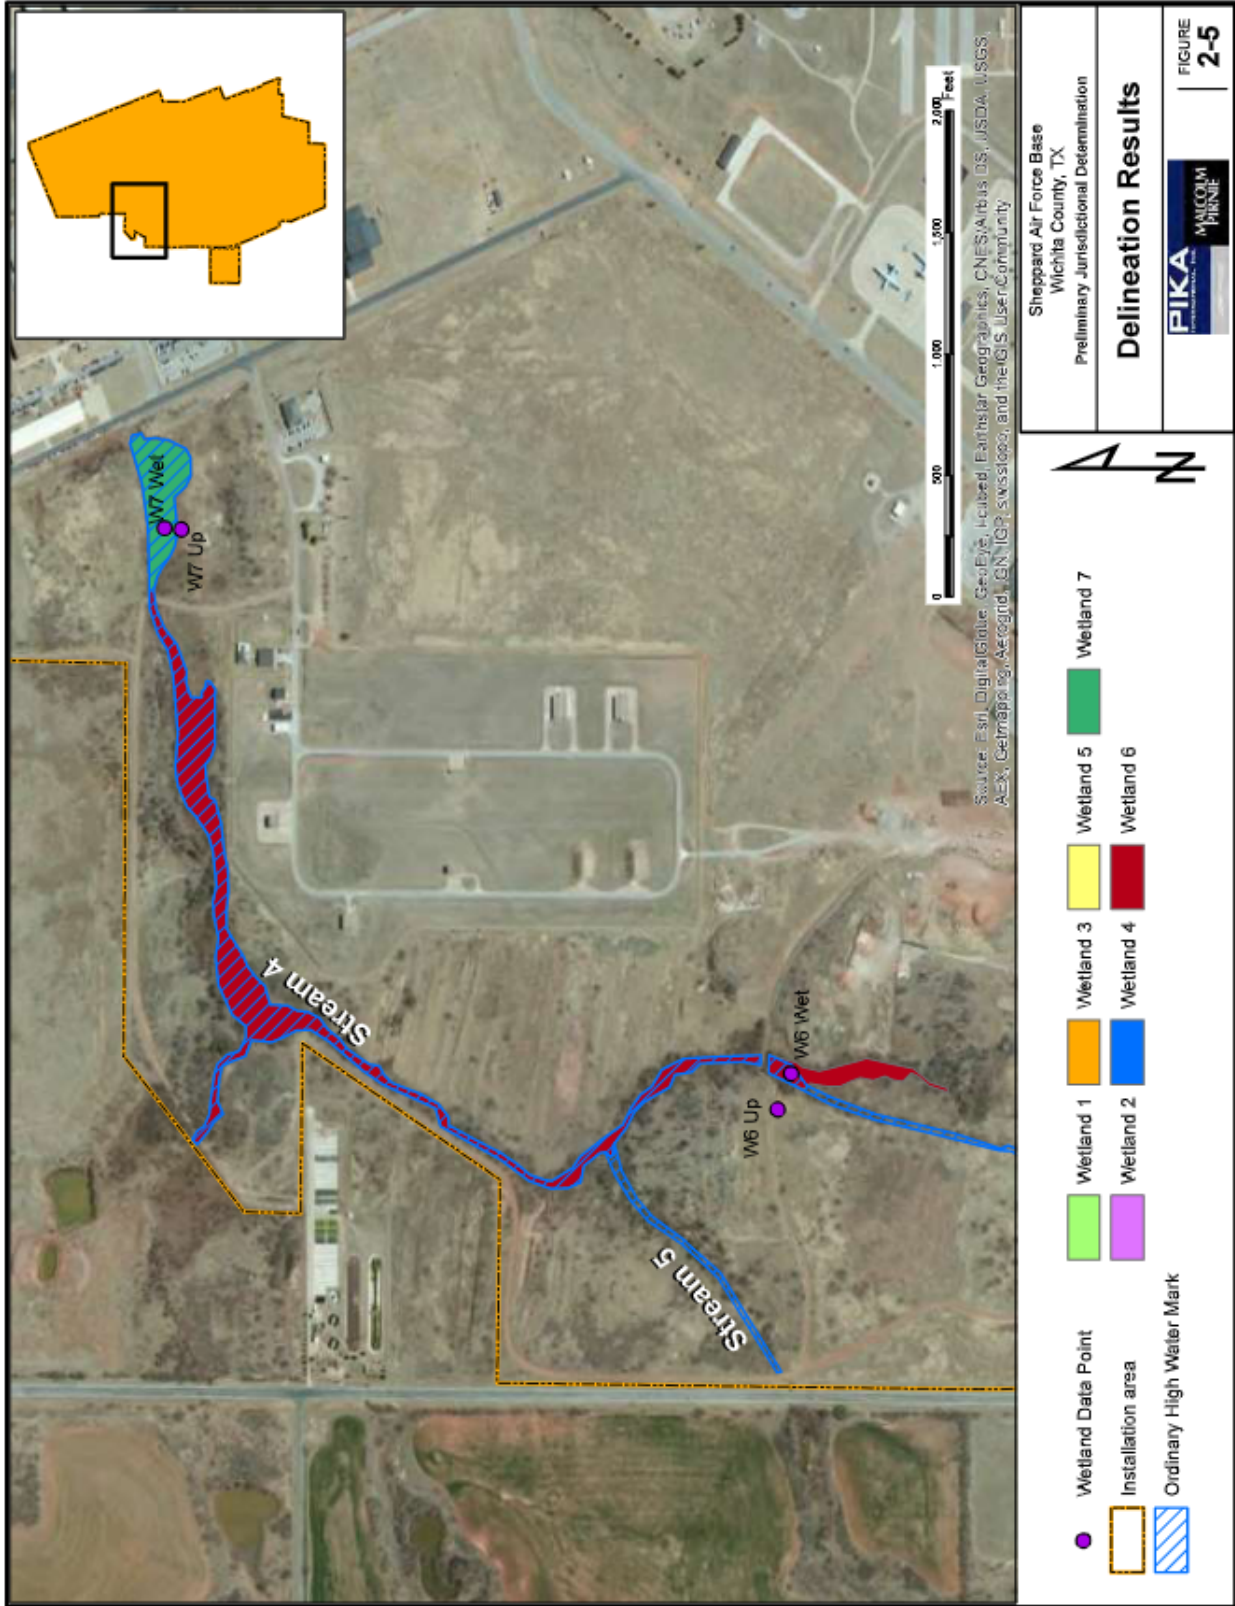 W7 Wet
W7 Up
Stream 4
Stream 5
W6 Up
W6 Wet
0
500
1,000
1,500
2,000
Feet
Source: Esri, DigitalGlobe, GeoEye, i-cubed, Earthstar Geographics, CNES/Airbus DS, USDA, USGS,
AEX, Getmapping, Aerogrid, IGN, IGP, swisstopo, and the GIS User Community
Wetland Data Point
Installation area
Ordinary High Water Mark
Wetland 1
Wetland 2
Wetland 3
Wetland 4
Wetland 5
Wetland 6
Wetland 7
N
Sheppard Air Force Base
Wichita County, TX
Preliminary Jurisdictional Determination
Delineation Results
PIKA
INTERNATIONAL, INC.
MALCOLM
PIRNIE
FIGURE
2-5